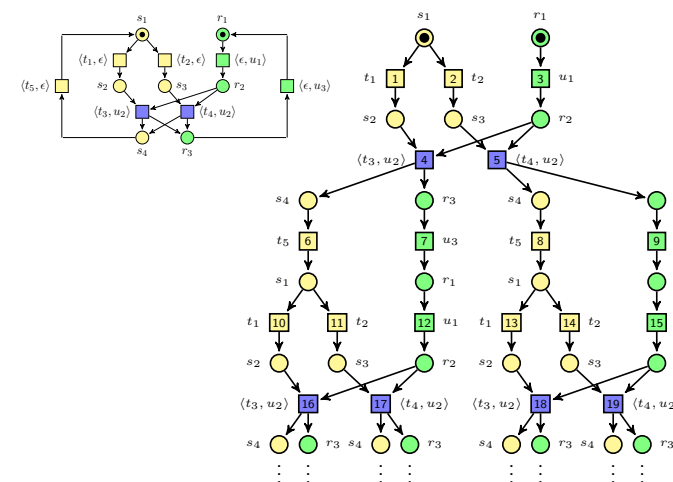 s₁ r₁
⟨t₁, ϵ⟩ ⟨t₂, ϵ⟩ ⟨ϵ, u₁⟩
⟨t₅, ϵ⟩ s₂ s₃ r₂ ⟨ϵ, u₃⟩
⟨t₃, u₂⟩ ⟨t₄, u₂⟩
s₄ r₃
s₁ r₁
t₁ 1 2 t₂ 3 u₁
s₂ s₃ r₂
⟨t₃, u₂⟩ 4 5 ⟨t₄, u₂⟩
s₄ r₃ s₄
t₅ 6 7 u₃ t₅ 8 9
s₁ r₁ s₁
t₁ 10 11 t₂ 12 u₁ t₁ 13 14 t₂ 15
s₂ s₃ r₂ s₂ s₃
⟨t₃, u₂⟩ 16 17 ⟨t₄, u₂⟩ ⟨t₃, u₂⟩ 18 19 ⟨t₄, u₂
s₄ r₃ s₄ r₃ s₄ r₃ s₄ r₃